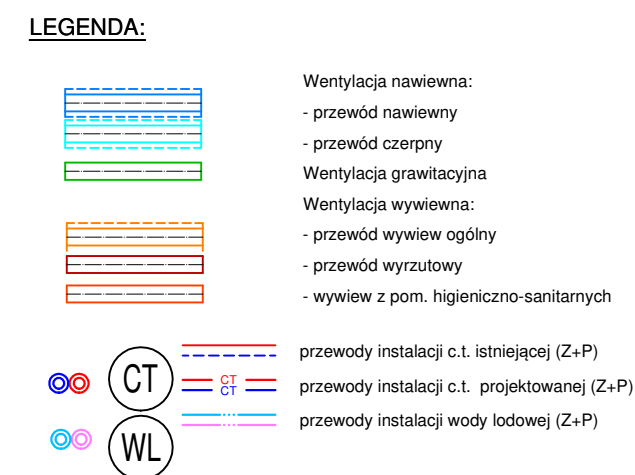 LEGENDA:
Wentylacja nawiewna:
- przewód nawiewny
- przewód czerpny
Wentylacja grawitacyjna
Wentylacja wywiewna:
- przewód wywiew ogólny
- przewód wyrzutowy
- wywiew z pom. higieniczno-sanitarnych
przewody instalacji c.t. istniejącej (Z+P)
CT
CT
CT
przewody instalacji c.t. projektowanej (Z+P)
przewody instalacji wody lodowej (Z+P)
WL